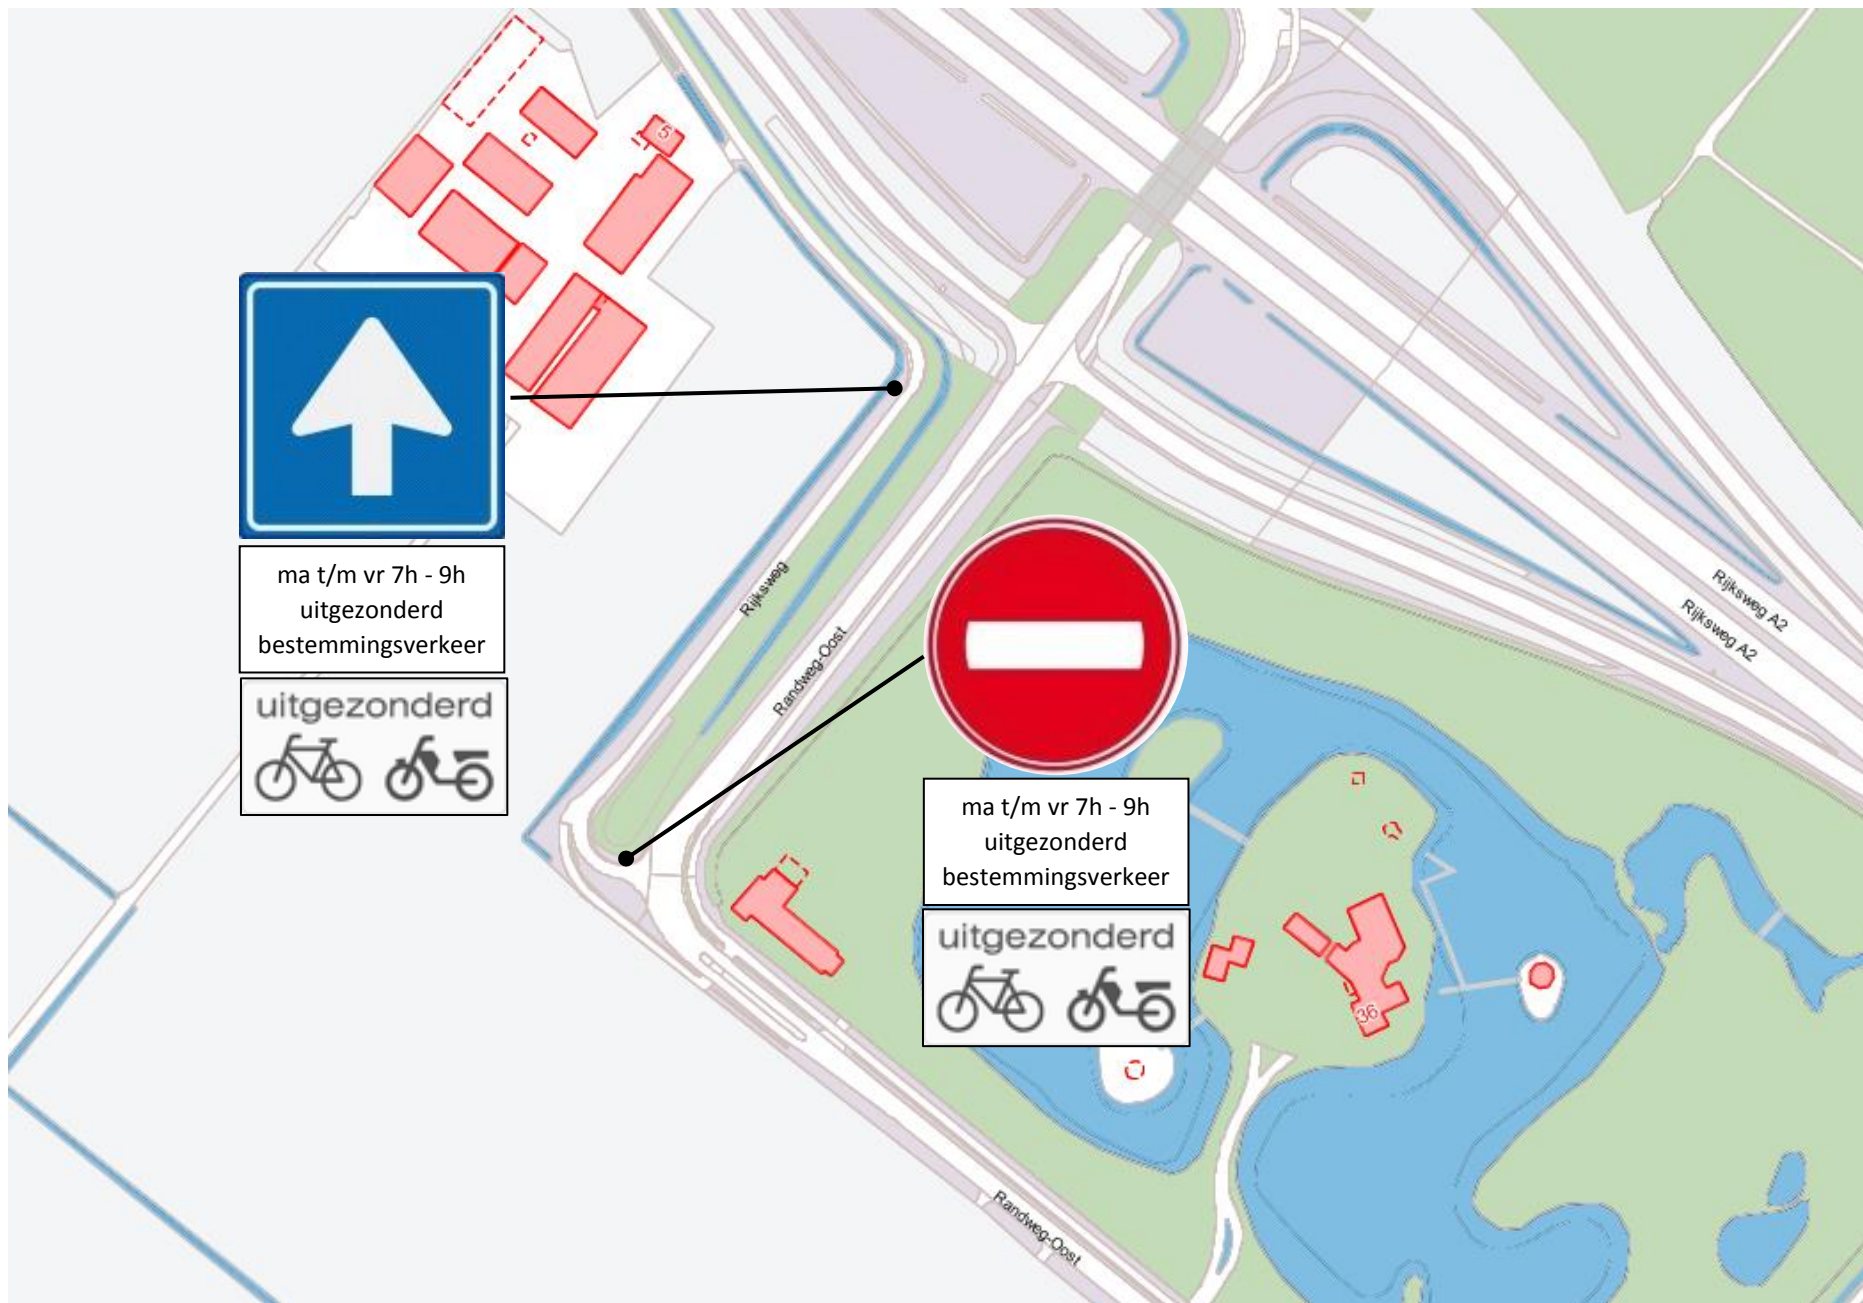 5
ma t/m vr 7h - 9h
uitgezonderd
bestemmingsverkeer
uitgezonderd
Rijksweg
Randweg-Oost
Rijksweg A2
Rijksweg A2
ma t/m vr 7h - 9h
uitgezonderd
bestemmingsverkeer
uitgezonderd
36
Randweg-Oost